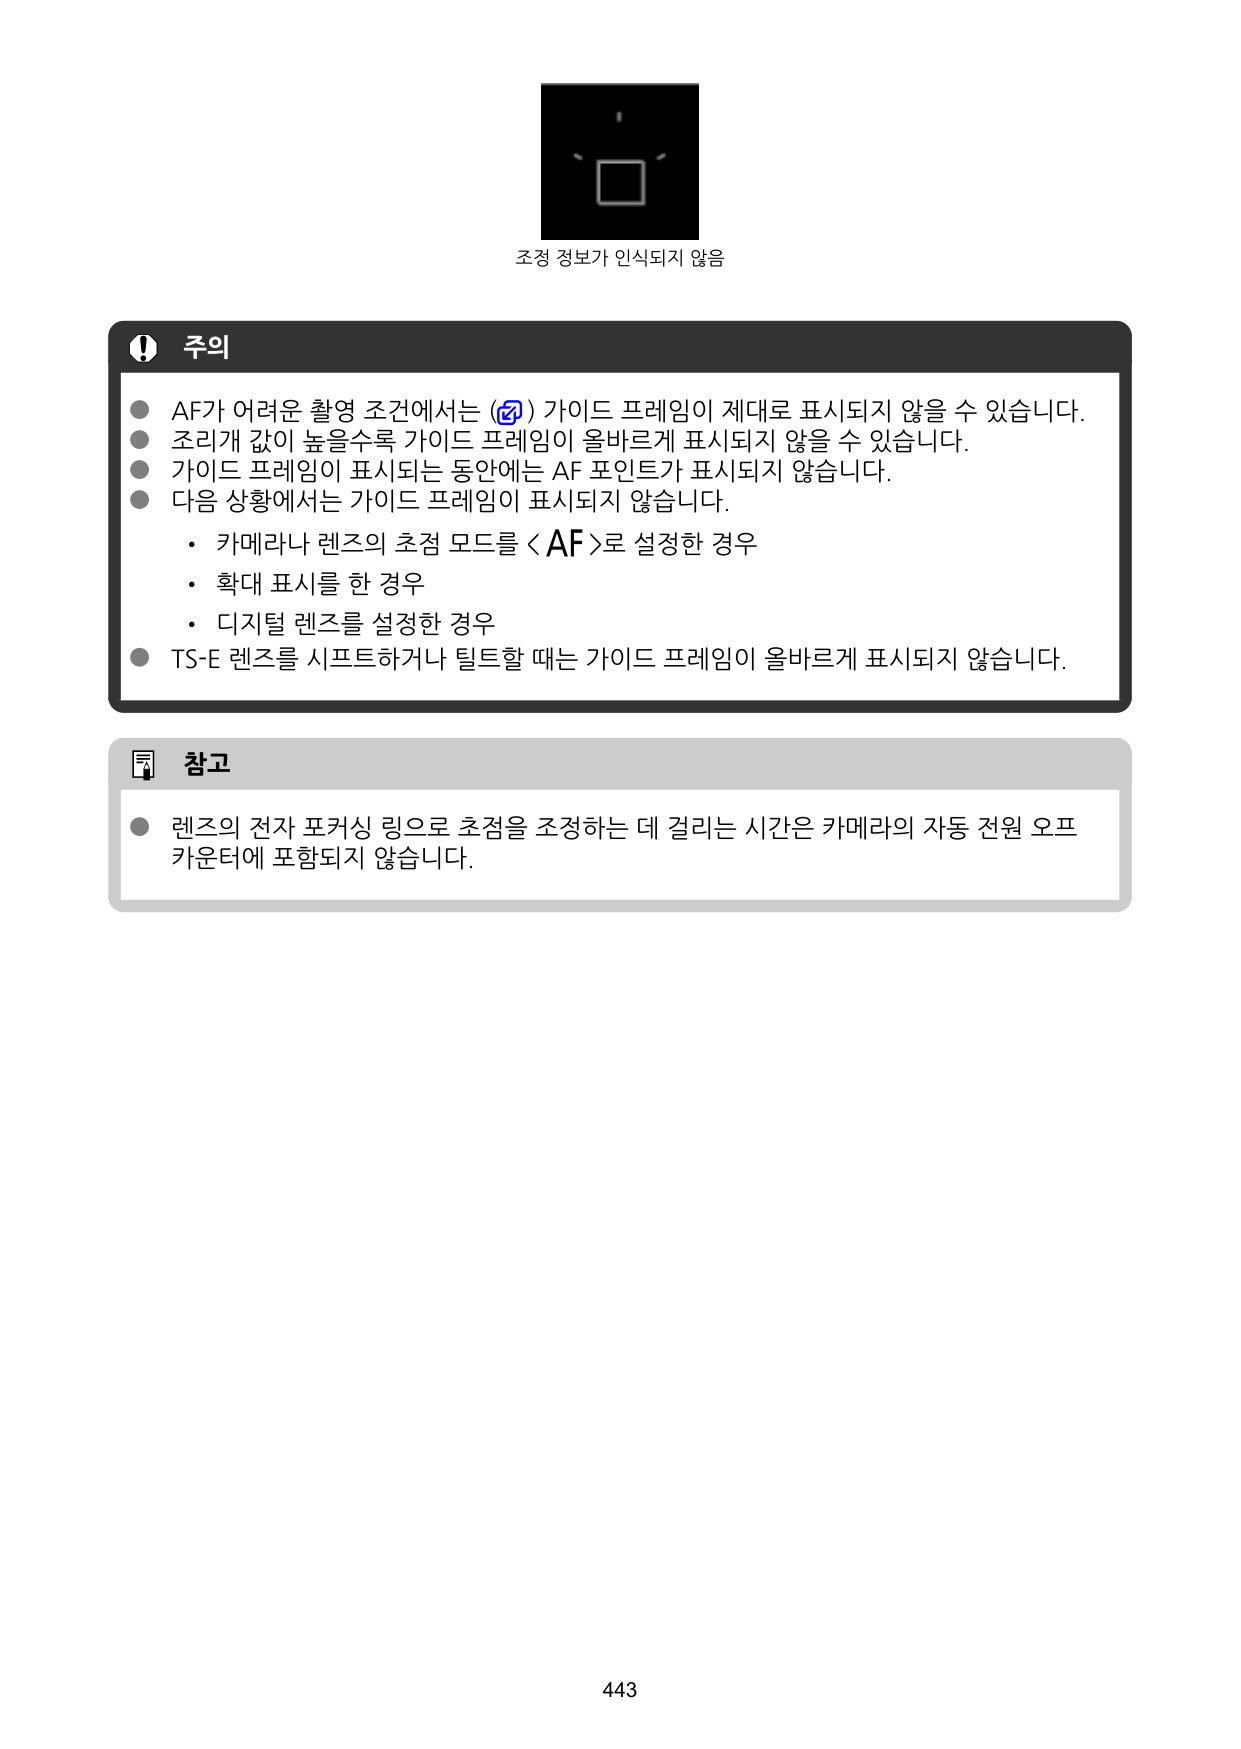 조정 정보가 인식되지 않음
주의
● AF가 어려운 촬영 조건에서는 ( ) 가이드 프레임이 제대로 표시되지 않을 수 있습니다.
● 조리개 값이 높을수록 가이드 프레임이 올바르게 표시되지 않을 수 있습니다.
● 가이드 프레임이 표시되는 동안에는 AF 포인트가 표시되지 않습니다.
● 다음 상황에서는 가이드 프레임이 표시되지 않습니다.
• 카메라나 렌즈의 초점 모드를 < AF >로 설정한 경우
• 확대 표시를 한 경우
• 디지털 렌즈를 설정한 경우
● TS-E 렌즈를 시프트하거나 틸트할 때는 가이드 프레임이 올바르게 표시되지 않습니다.
참고
● 렌즈의 전자 포커싱 링으로 초점을 조정하는 데 걸리는 시간은 카메라의 자동 전원 오프
카운터에 포함되지 않습니다.
443